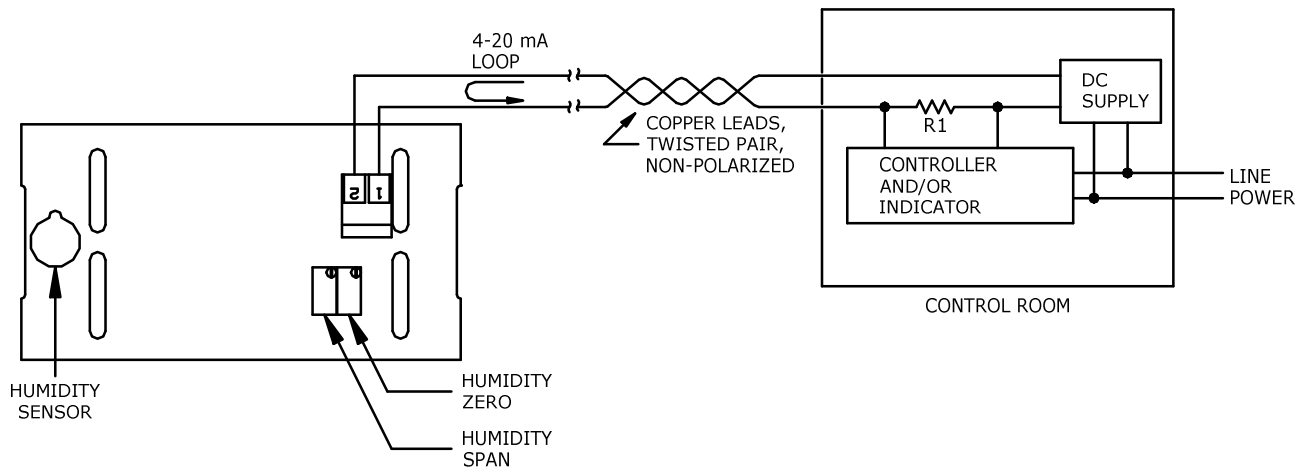 4-20 mA
LOOP
DC
SUPPLY
R1
COPPER LEADS,
TWISTED PAIR,
NON-POLARIZED
CONTROLLER
AND/OR
INDICATOR
LINE
POWER
2 1
CONTROL ROOM
HUMIDITY
SENSOR
HUMIDITY
ZERO
HUMIDITY
SPAN